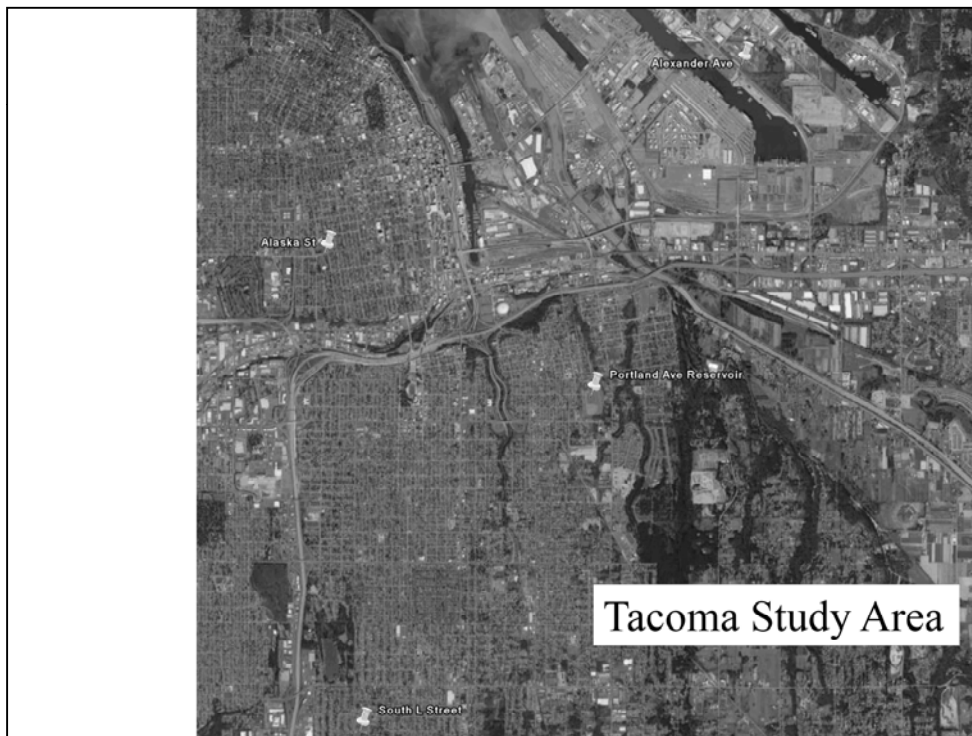 Alexander Ave
Alaska St
Portland Ave Reservoir
Tacoma Study Area
South L Street